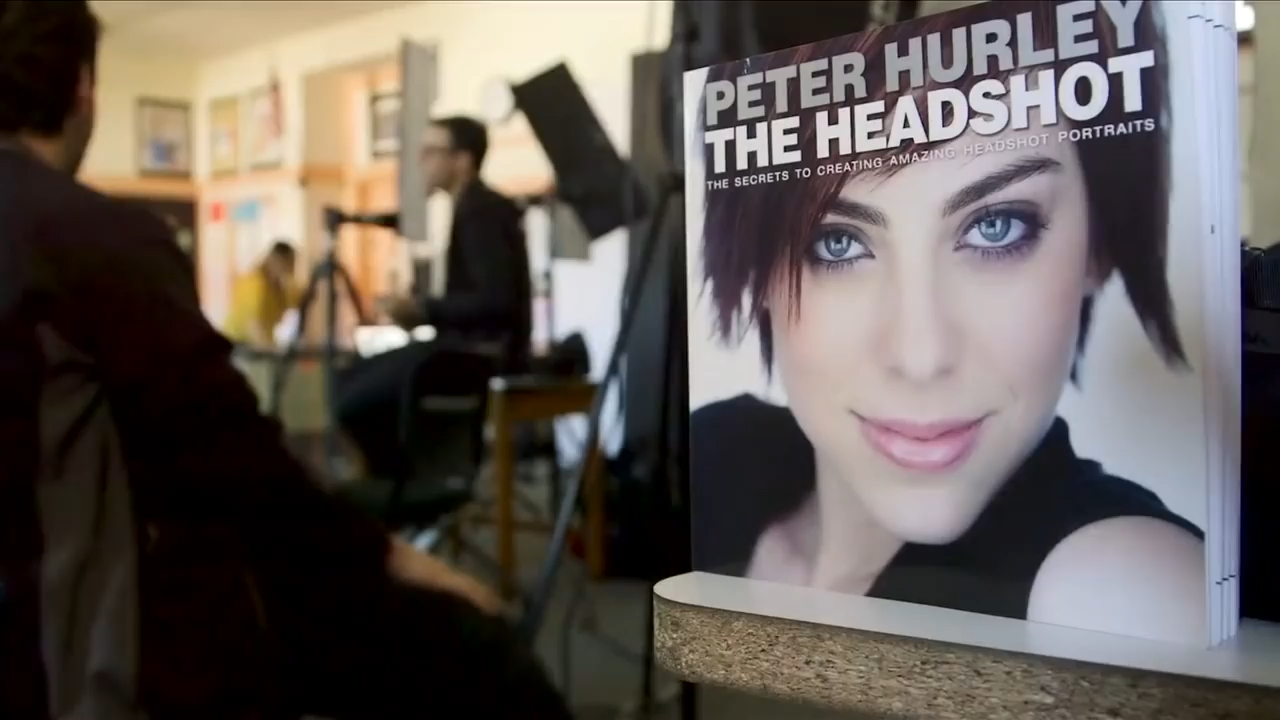 PETER HURLEY
THE HEADSHOT
THE SECRETS TO CREATING AMAZING HEADSHOT PORTRAITS